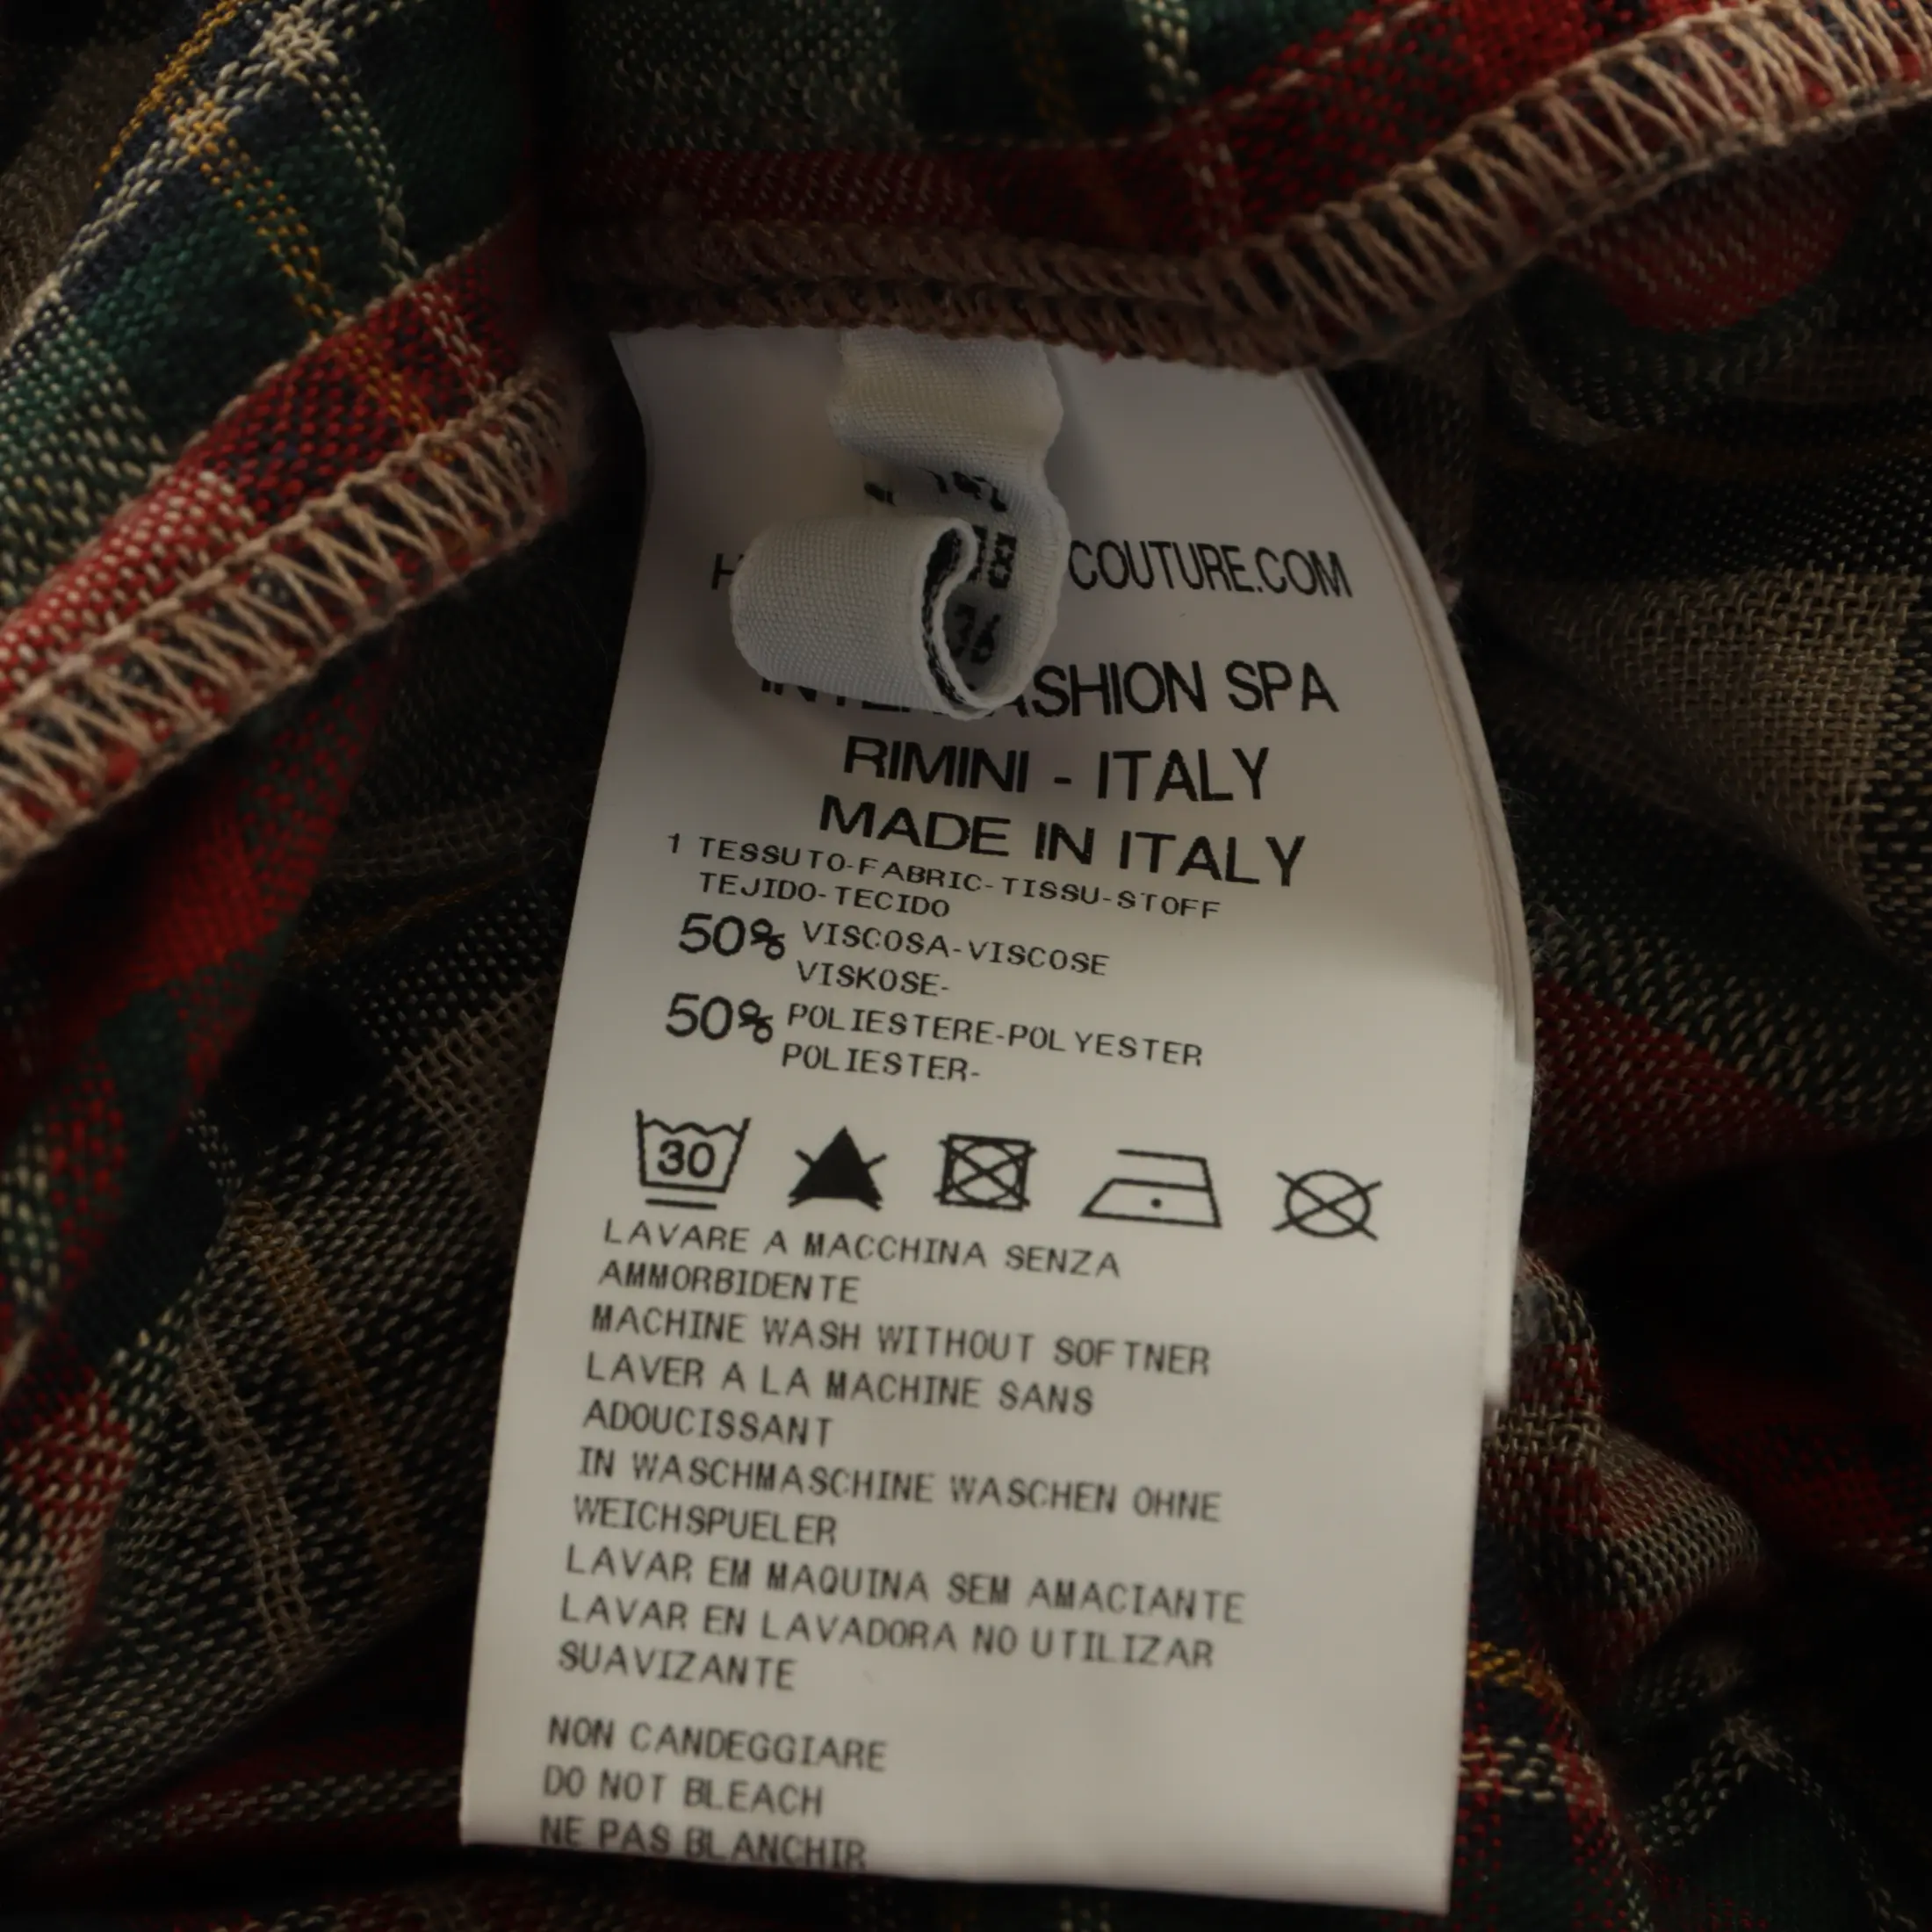 COUTURE.COM
SPA
RIMINI - ITALY
MADE IN ITALY
1 TESSUTO-FABRIC-TISSU-STOFF
TEJIDO-TECIDO
50% VISCOSA-VISCOSE
VISKOSE-
50% POLIESTERE-POLYESTER
POLIESTER-
30
LAVARE A MACCHINA SENZA
AMMORBIDENTE
MACHINE WASH WITHOUT SOFTNER
LAVER A LA MACHINE SANS
ADOUCISSANT
IN WASCHMASCHINE WASCHEN OHNE
WEICHSPUELER
LAVAR EM MAQUINA SEM AMACIANTE
LAVAR EN LAVADORA NO UTILIZAR
SUAVIZANTE
NON CANDEGGIARE
DO NOT BLEACH
NE PAS BLANCHIR